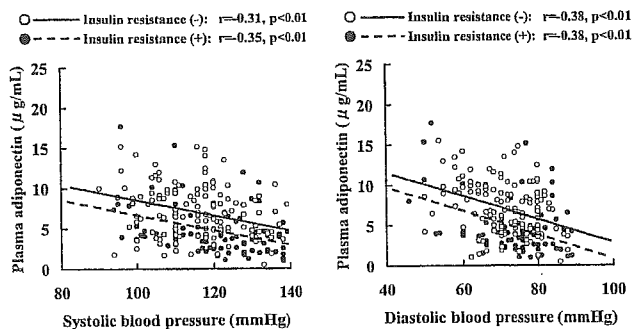 Insulin resistance (-): r=-0.31, p<0.01
Insulin resistance (+): r=-0.35, p<0.01
Plasma adiponectin (μg/mL)
25
20
15
10
5
0
80 100 120 140
Systolic blood pressure (mmHg)
Insulin resistance (-): r=-0.38, p<0.01
Insulin resistance (+): r=-0.38, p<0.01
Plasma adiponectin (μg/mL)
25
20
15
10
5
0
40 60 80 100
Diastolic blood pressure (mmHg)